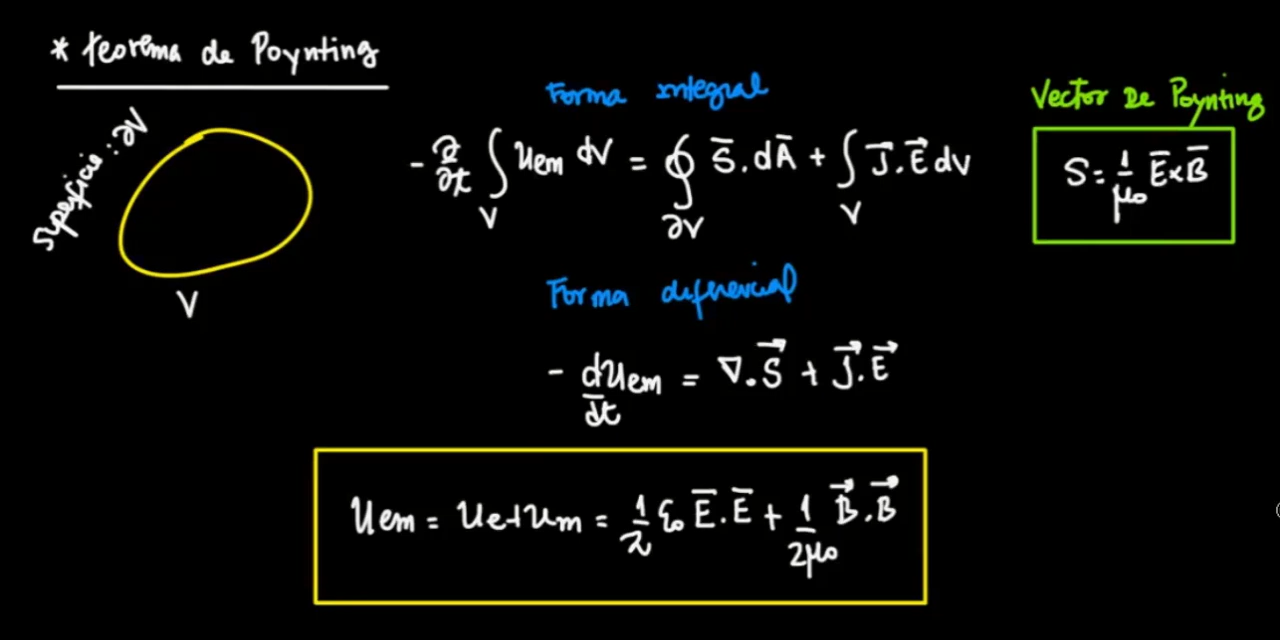 * teorema de Poynting
Superficie: ∂V
V
Forma integral
- ∂/∂t ∫_V Uem dV = ∮_∂V S̄ . dĀ + ∫_V J⃗ . E⃗ dV
Vector De Poynting
S = 1/μ₀ Ē × B̄
Forma diferencial
- dUem/dt = ∇ . S⃗ + J⃗ . E⃗
Uem = Ue + Um = 1/2 ε₀ Ē . Ē + 1/2μ₀ B⃗ . B⃗